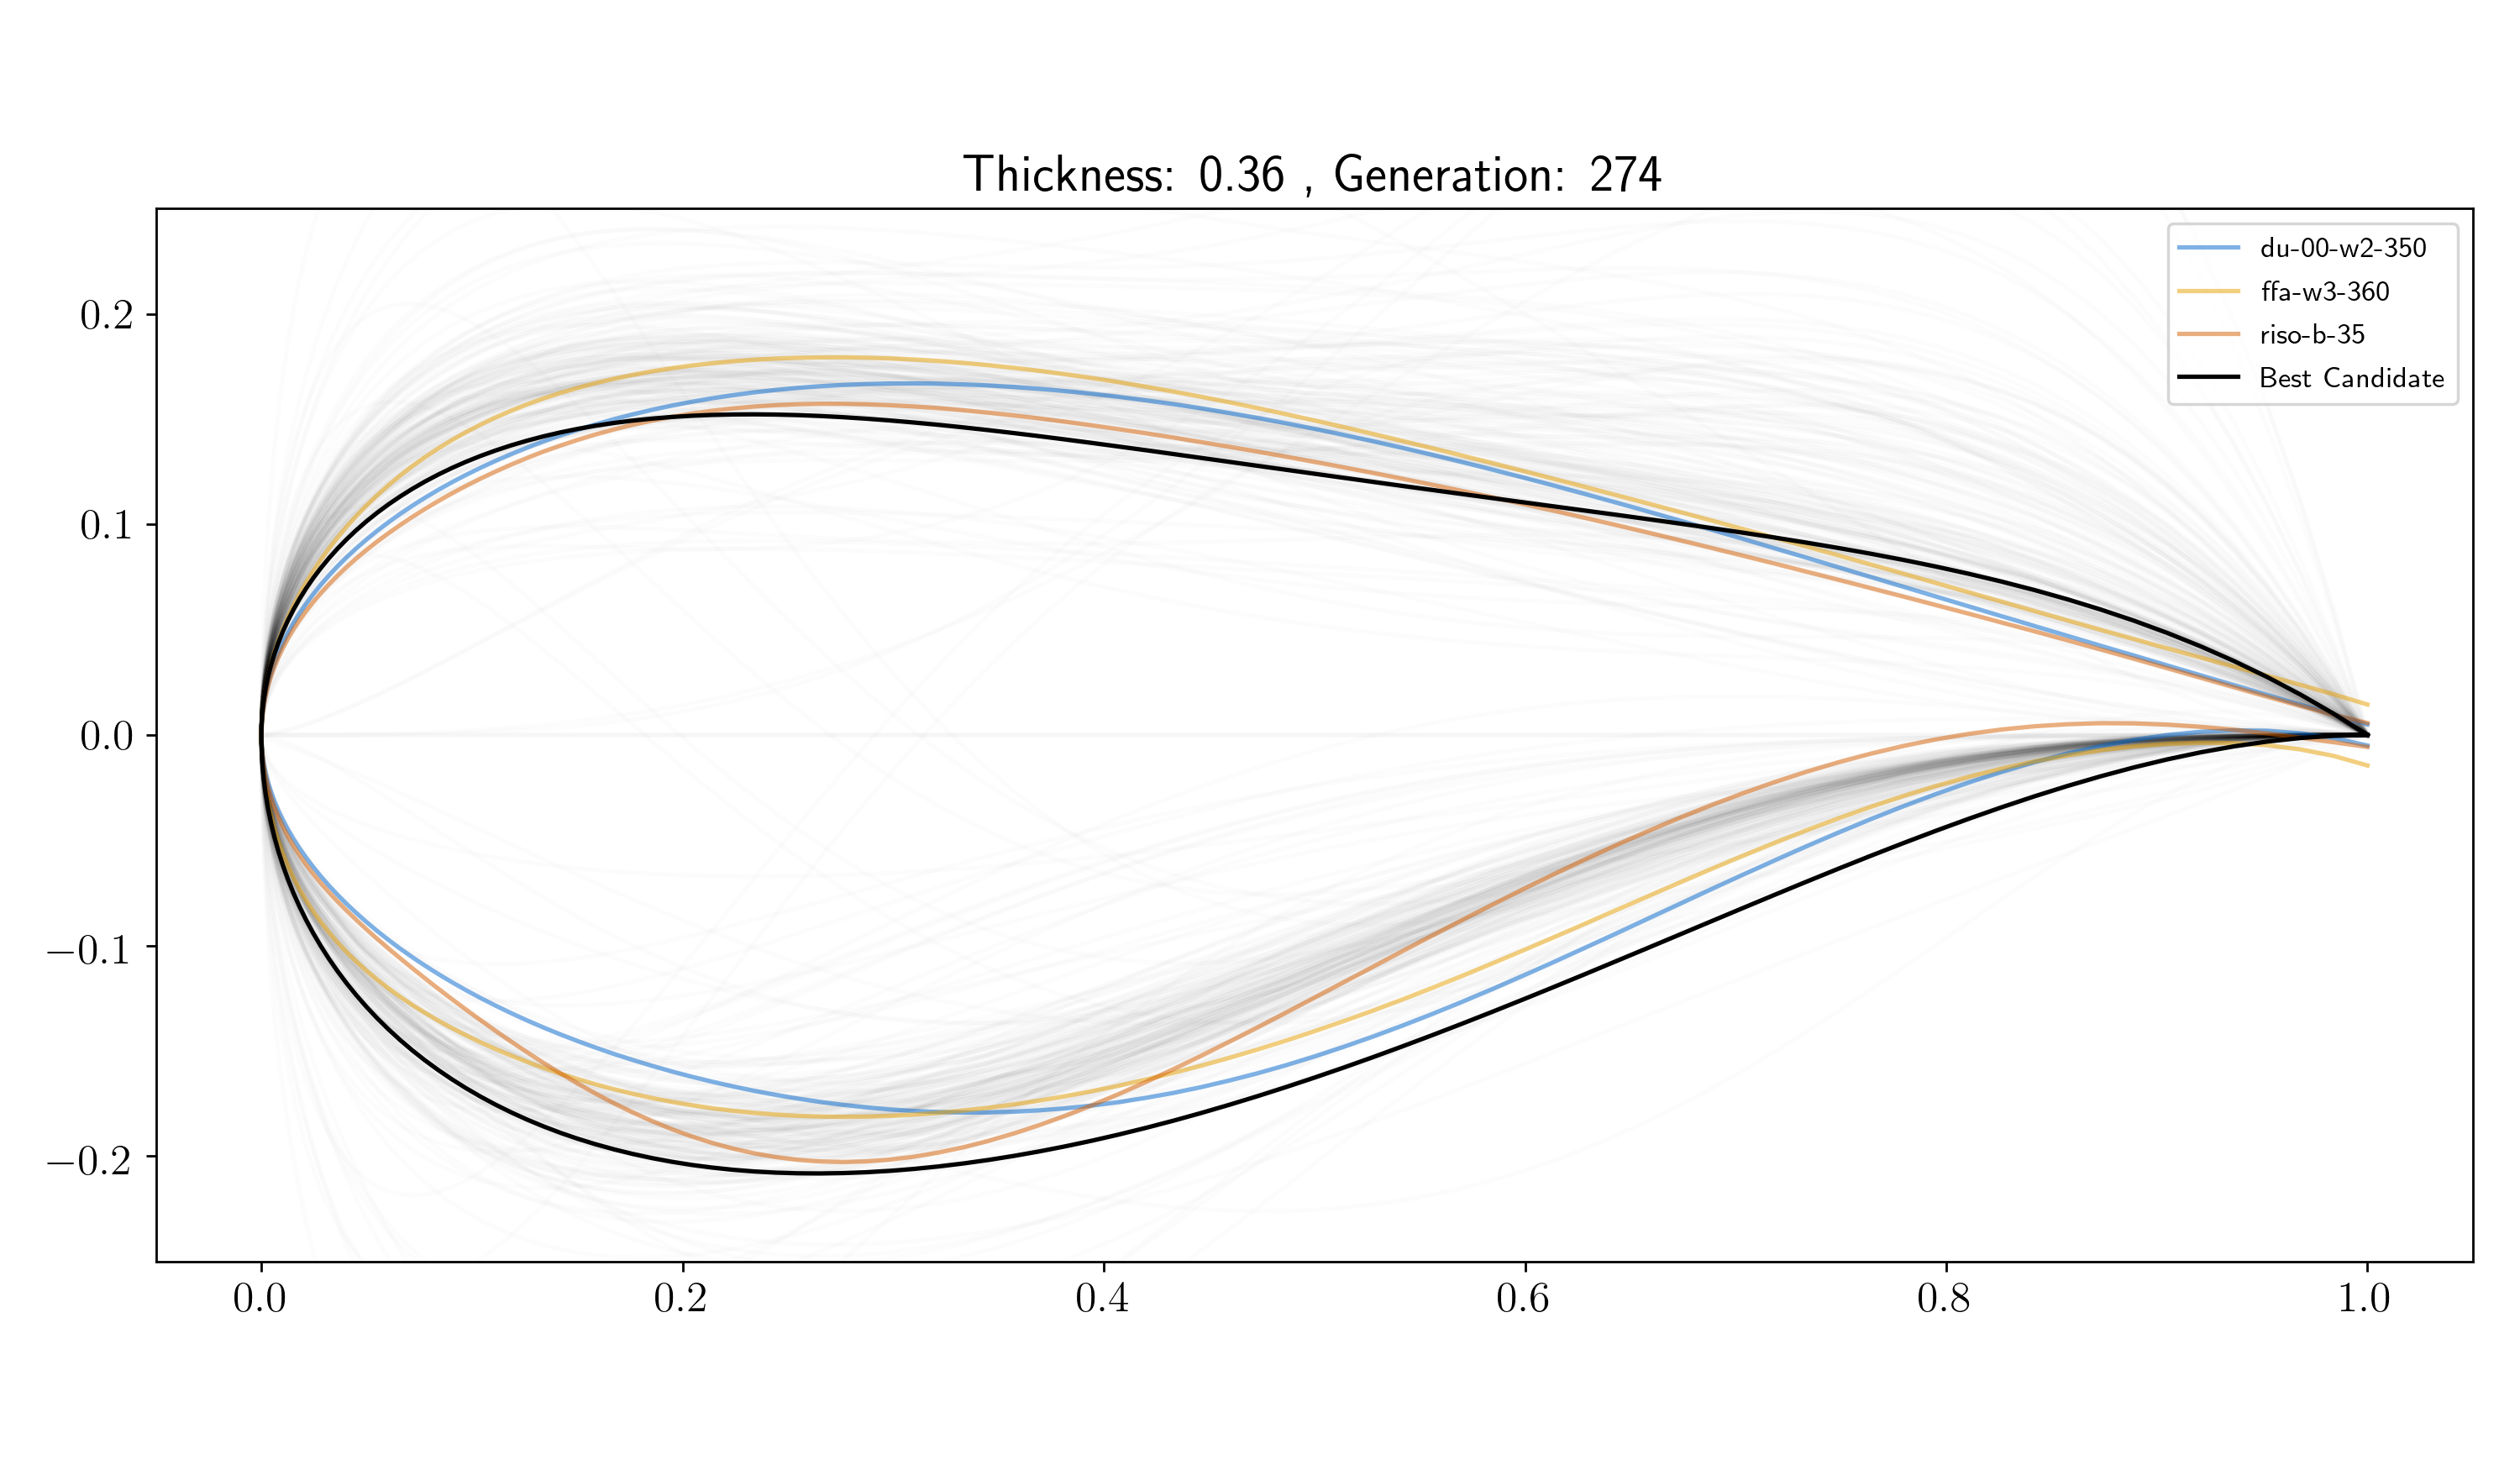 Thickness: 0.36 , Generation: 274
du-00-w2-350
ffa-w3-360
riso-b-35
Best Candidate
0.2
0.1
0.0
−0.1
−0.2
0.0 0.2 0.4 0.6 0.8 1.0